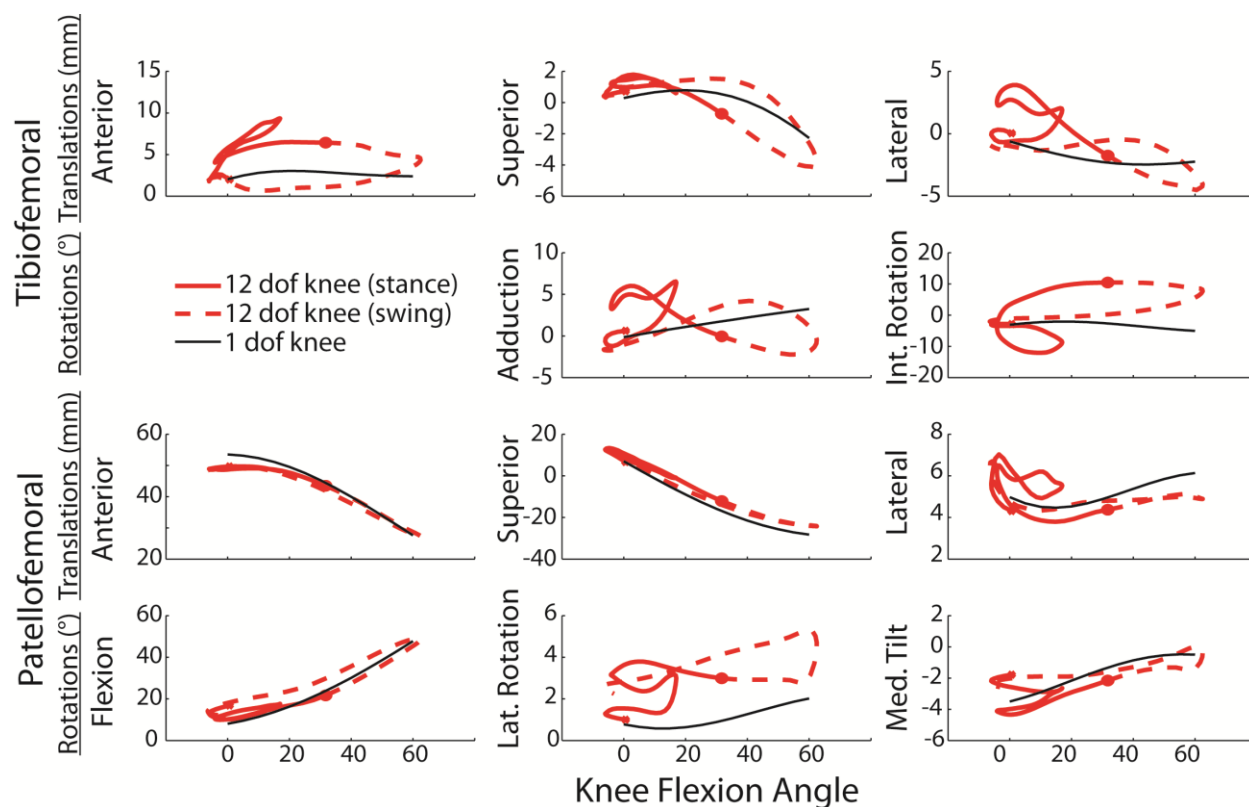 Tibiofemoral
Translations (mm)
Anterior
15
10
5
0
Superior
2
0
-2
-4
-6
Lateral
5
0
-5
Rotations (°)
12 dof knee (stance)
12 dof knee (swing)
1 dof knee
Adduction
10
5
0
-5
Int. Rotation
20
10
0
-10
-20
Patellofemoral
Translations (mm)
Anterior
60
40
20
Superior
20
0
-20
-40
Lateral
8
6
4
2
Rotations (°)
Flexion
60
40
20
0
0 20 40 60
Lat. Rotation
6
4
2
0
0 20 40 60
Med. Tilt
0
-2
-4
-6
0 20 40 60
Knee Flexion Angle